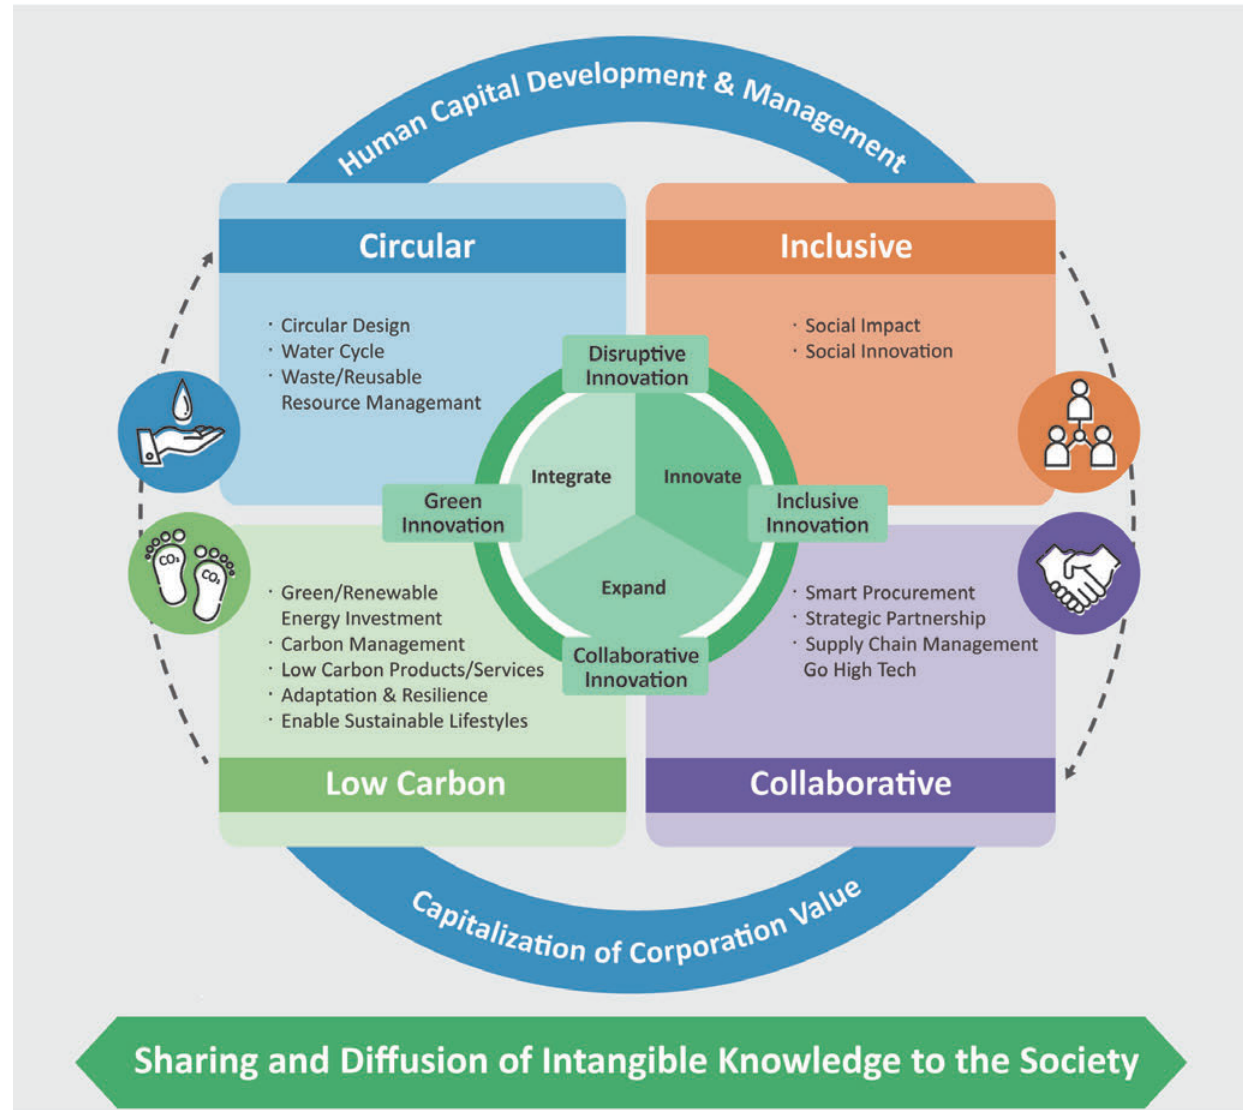 Human Capital Development & Management
Circular
· Circular Design
· Water Cycle
· Waste/Reusable
Resource Managemant
Inclusive
· Social Impact
· Social Innovation
Disruptive
Innovation
Integrate
Innovate
Expand
Green
Innovation
Inclusive
Innovation
Collaborative
Innovation
CO₂
CO₂
· Green/Renewable
Energy Investment
· Carbon Management
· Low Carbon Products/Services
· Adaptation & Resilience
· Enable Sustainable Lifestyles
Low Carbon
· Smart Procurement
· Strategic Partnership
· Supply Chain Management
Go High Tech
Collaborative
Capitalization of Corporation Value
Sharing and Diffusion of Intangible Knowledge to the Society